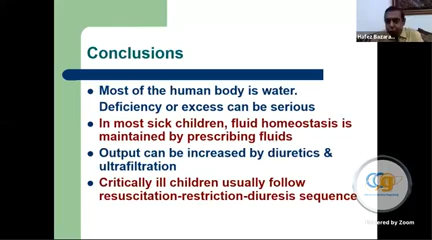 Hafez Bazara...
Conclusions
Most of the human body is water.
Deficiency or excess can be serious
In most sick children, fluid homeostasis is
maintained by prescribing fluids
Output can be increased by diuretics &
ultrafiltration
Critically ill children usually follow
resuscitation-restriction-diuresis sequence
Powered by Zoom